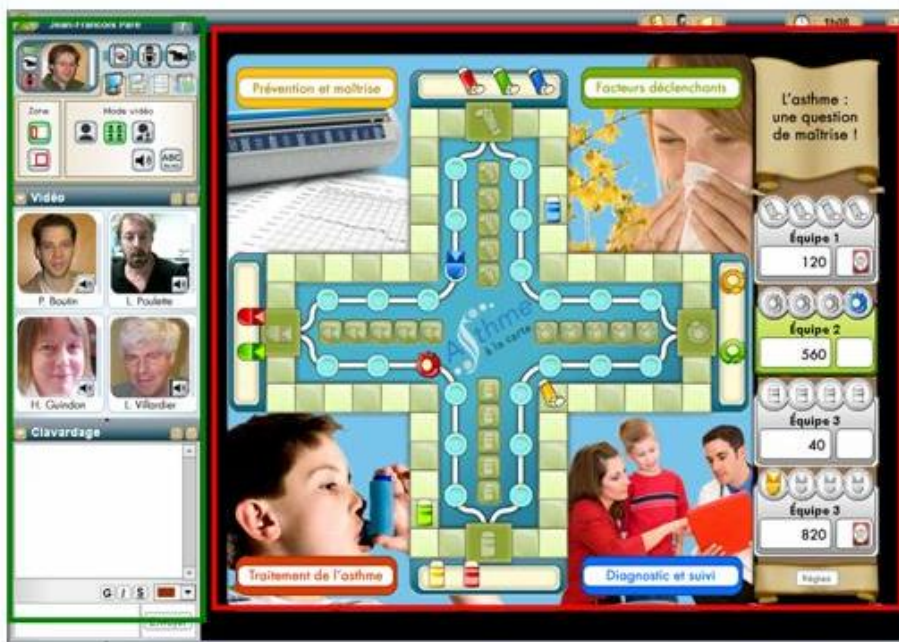 Jean-François Paré
1h08
Zone
Mode vidéo
ABC
Vidéo
P. Boutin
L. Poulette
H. Guindon
L. Villardier
Clavardage
G I S
Envoyer
Prévention et maîtrise
Facteurs déclenchants
Asthme
à la carte
Traitement de l'asthme
Diagnostic et suivi
L'asthme :
une question
de maîtrise !
Équipe 1
120
Équipe 2
560
Équipe 3
40
Équipe 3
820
Règles